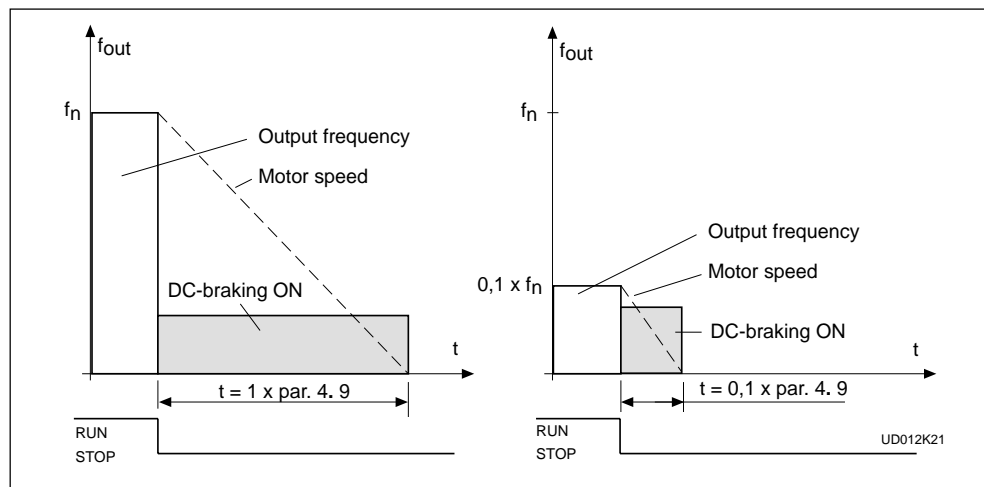 fout
fn
Output frequency
Motor speed
DC-braking ON
t
t = 1 x par. 4. 9
RUN
STOP
fout
fn
Output frequency
Motor speed
0,1 x fn
DC-braking ON
t
t = 0,1 x par. 4. 9
RUN
STOP
UD012K21